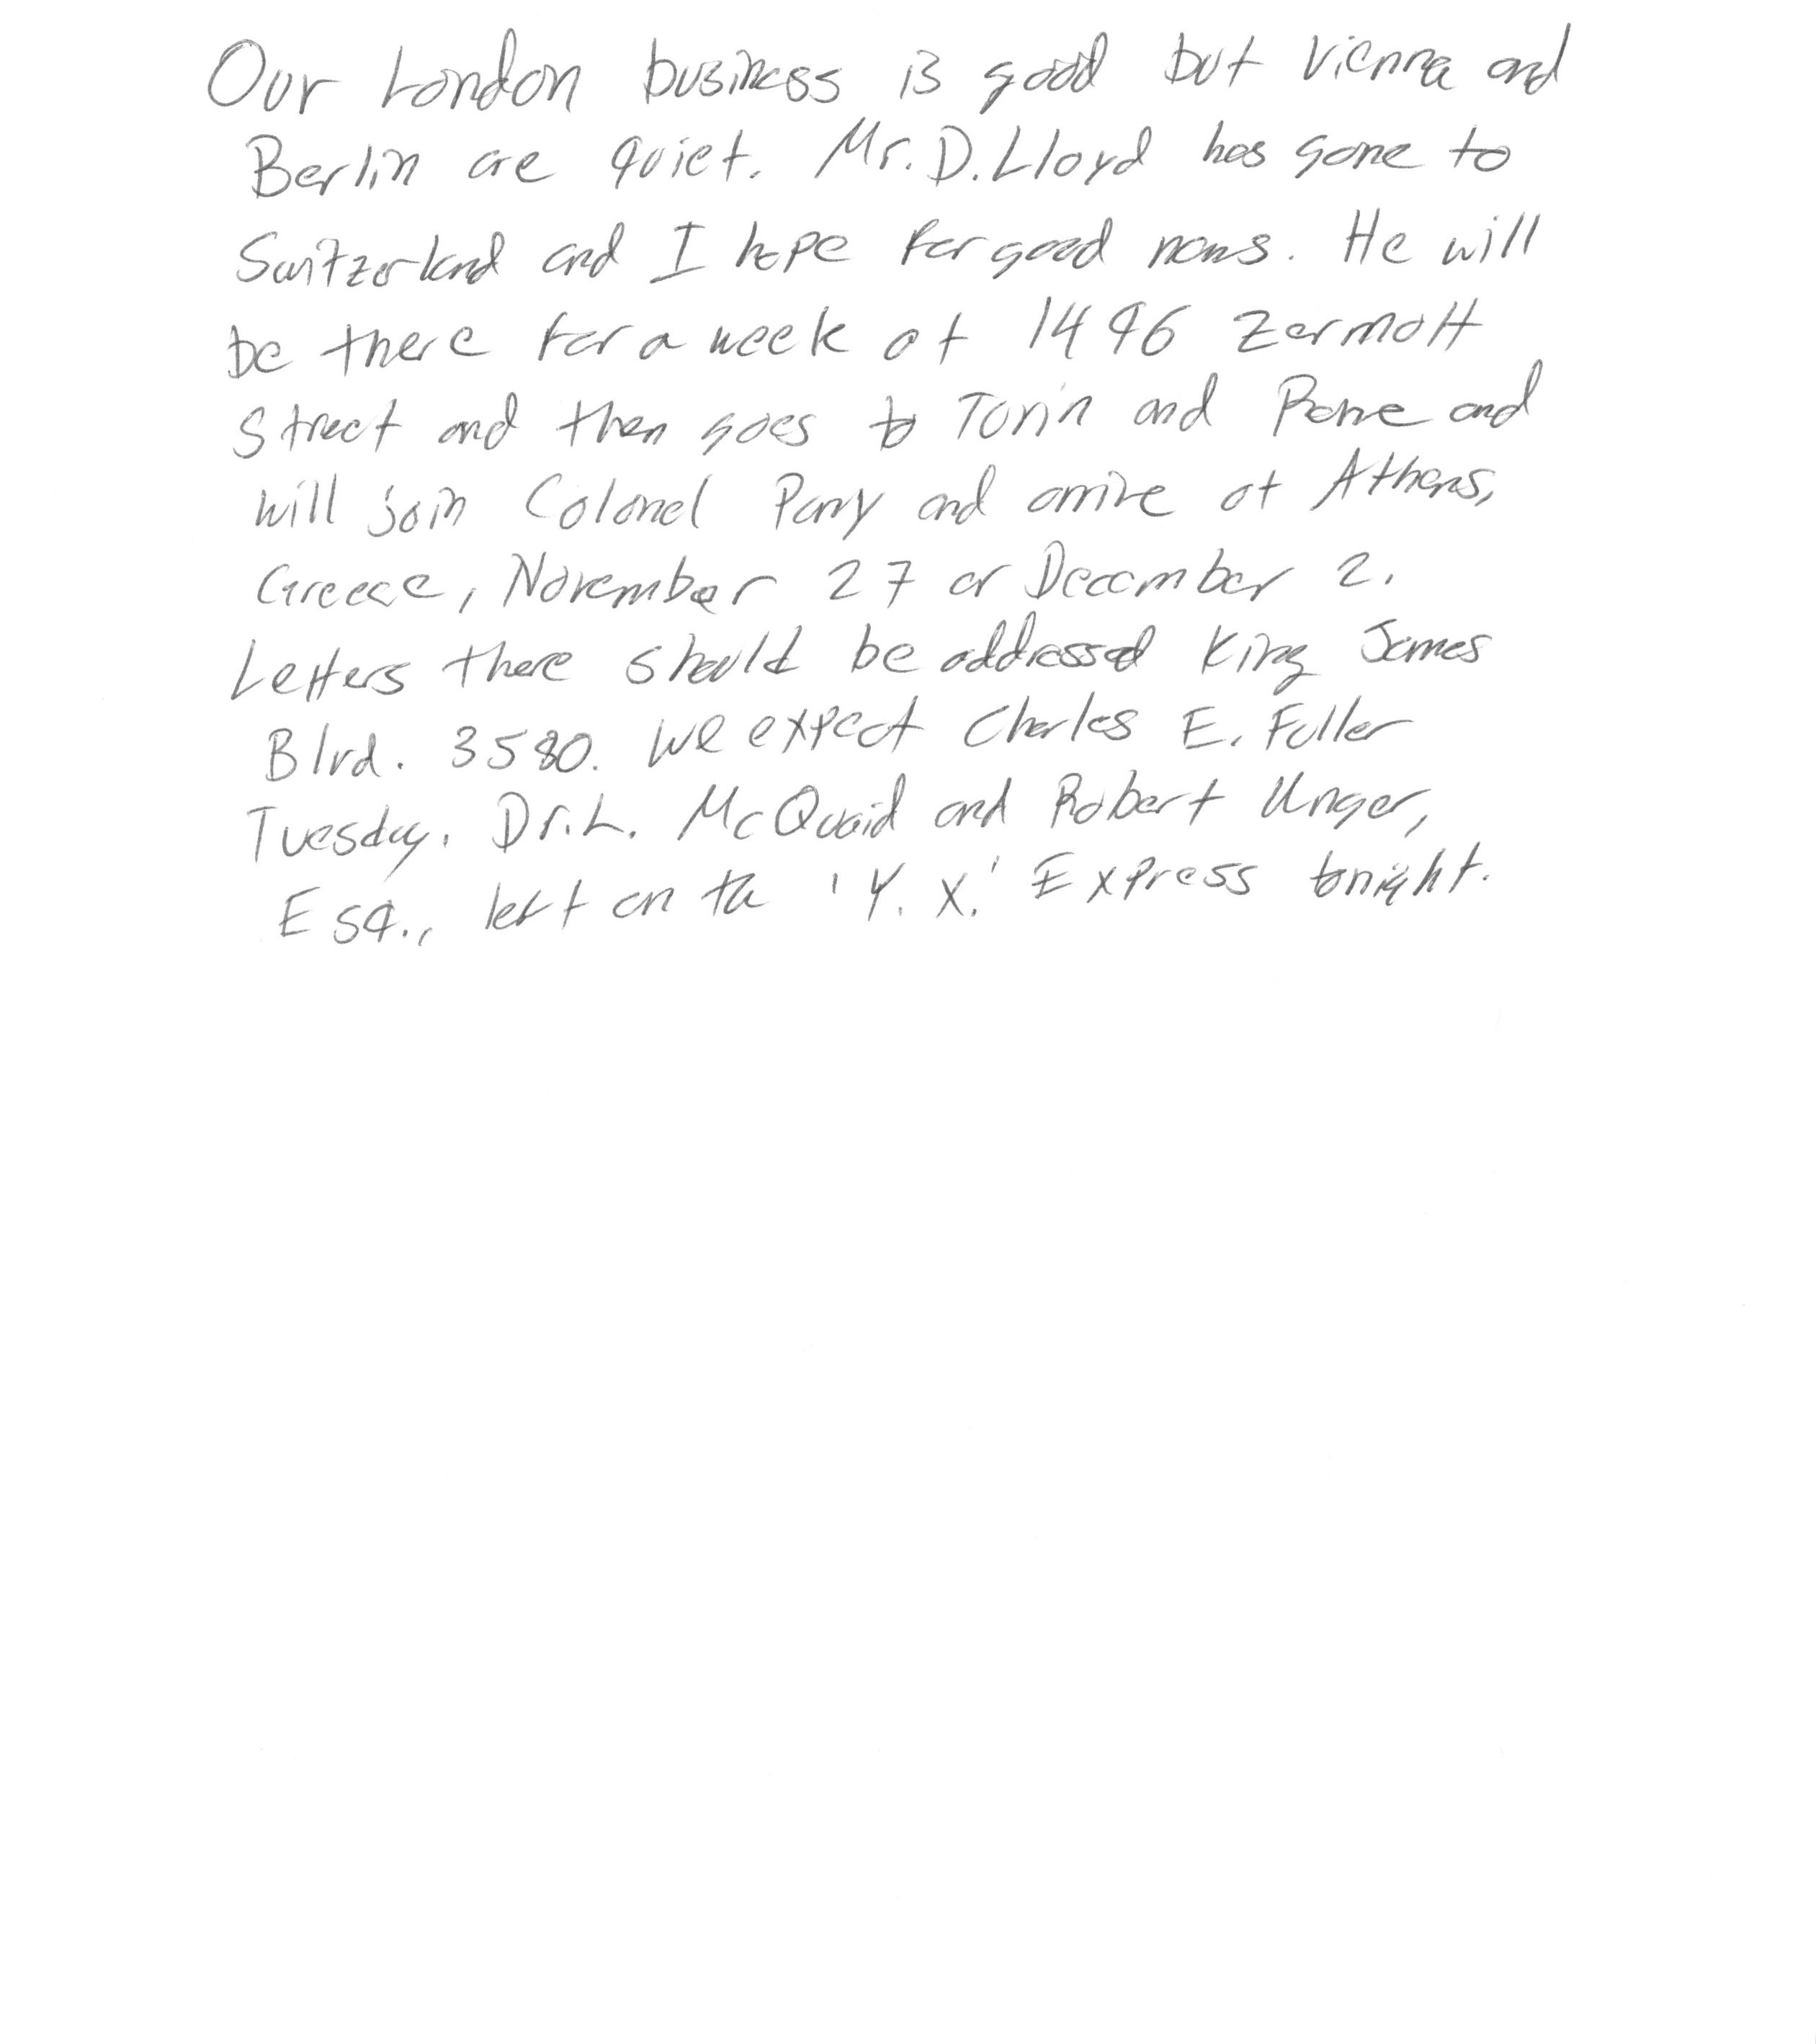 Our London business is good but Vienna and
Berlin are quiet. Mr. D. Lloyd has gone to
Switzerland and I hope for good news. He will
be there for a week at 1496 Zermott
Street and then goes to Turin and Rome and
will join Colonel Parry and arrive at Athens,
Greece, November 27 or December 2.
Letters there should be addressed King James
Blvd. 3580. We expect Charles E. Fuller
Tuesday. Dr. L. McQuaid and Robert Unger,
Esq., left on the 'Y. X.' Express tonight.